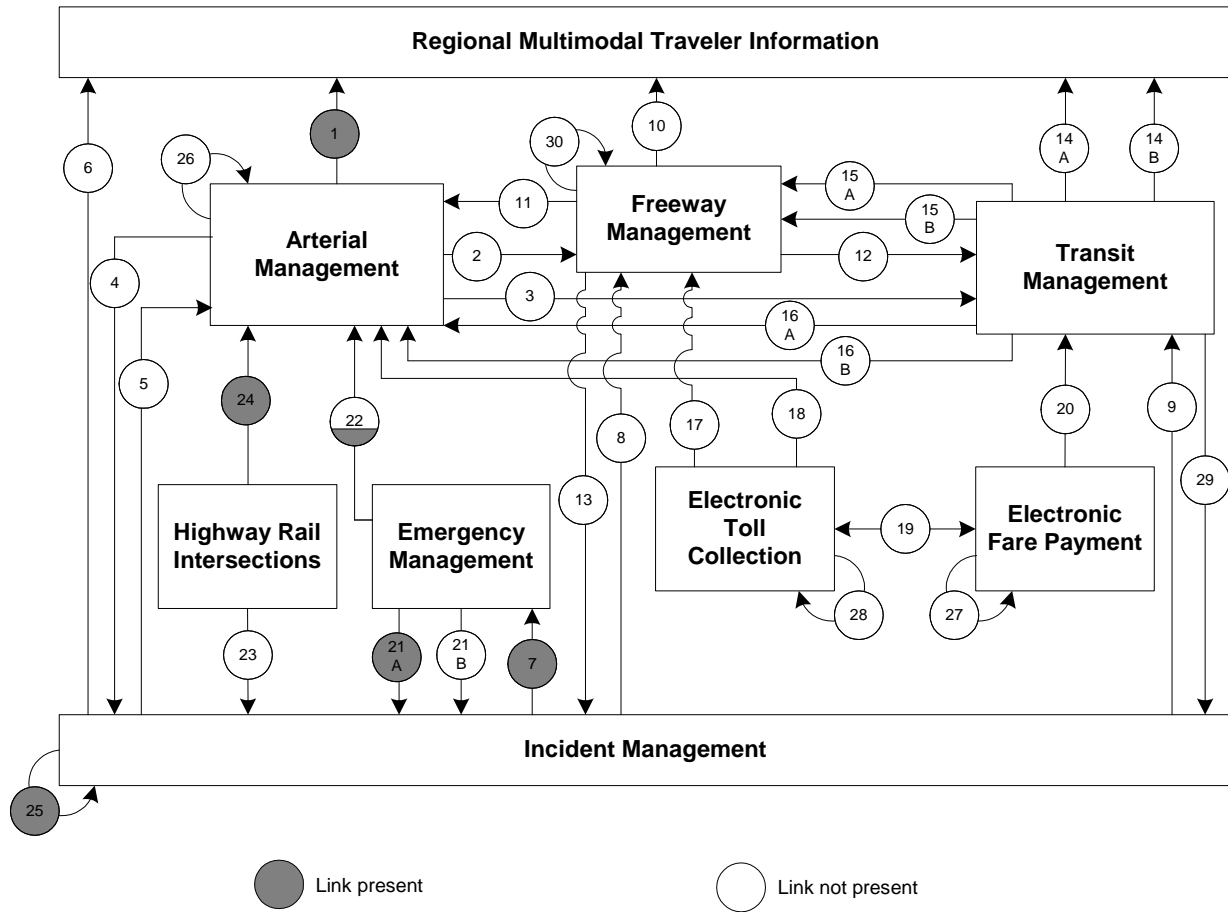 Regional Multimodal Traveler Information
1
10
14
A
14
B
6
26
30
15
A
11
Freeway
Management
15
B
Arterial
Management
2
12
Transit
Management
4
3
16
A
5
16
B
24
22
17
18
20
9
8
29
13
Highway Rail
Intersections
Emergency
Management
Electronic
Toll
Collection
19
Electronic
Fare Payment
28
27
23
21
A
21
B
7
Incident Management
25
Link present
Link not present